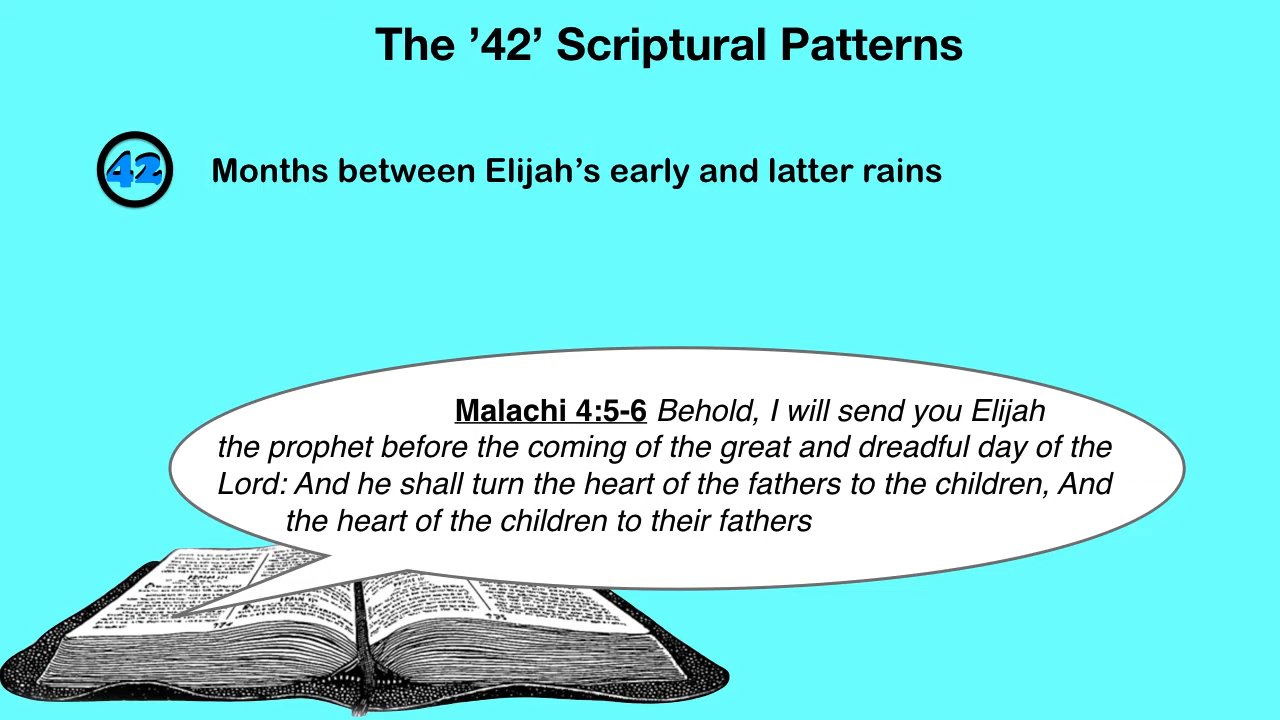 The ’42’ Scriptural Patterns
42 Months between Elijah’s early and latter rains
Malachi 4:5-6 Behold, I will send you Elijah
the prophet before the coming of the great and dreadful day of the
Lord: And he shall turn the heart of the fathers to the children, And
the heart of the children to their fathers